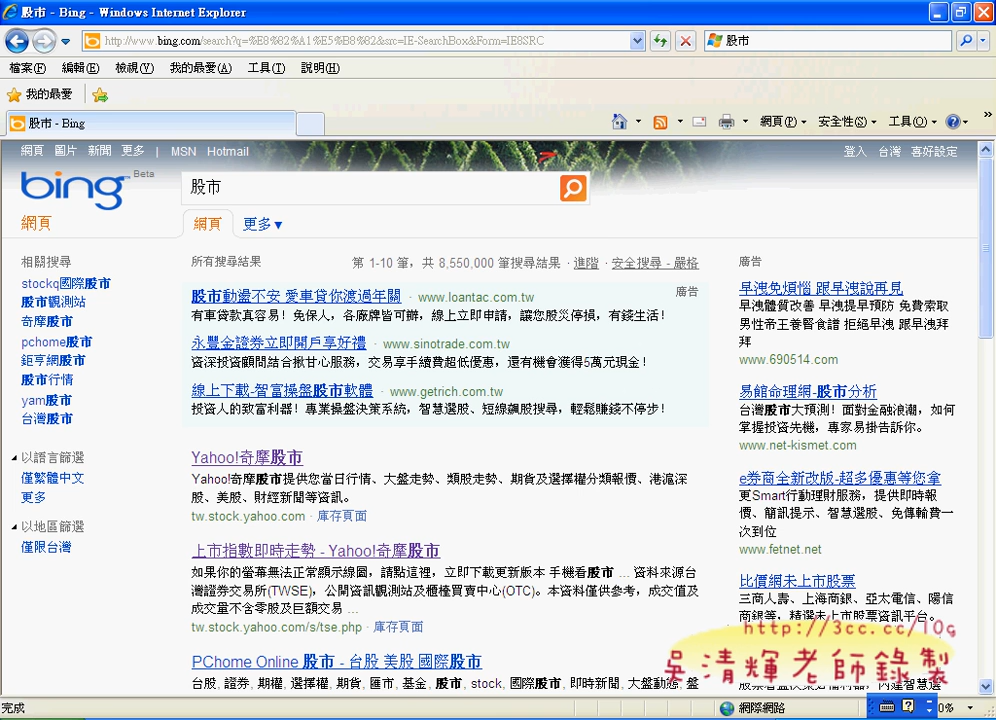 股市 - Bing - Windows Internet Explorer
http://www.bing.com/search?q=%E8%82%A1%E5%B8%82&src=IE-SearchBox&Form=IE8SRC
股市
檔案(F) 編輯(E) 檢視(V) 我的最愛(A) 工具(T) 說明(H)
我的最愛
股市 - Bing
網頁(P) 安全性(S) 工具(O)
網頁 圖片 新聞 更多 | MSN Hotmail
登入 台灣 喜好設定
bing Beta
股市
網頁
網頁 更多
相關搜尋
stockq國際股市
股市觀測站
奇摩股市
pchome股市
鉅亨網股市
股市行情
yam股市
台灣股市
以語言篩選
僅繁體中文
更多
以地區篩選
僅限台灣
所有搜尋結果
第 1-10 筆，共 8,550,000 筆搜尋結果 · 進階 · 安全搜尋 - 嚴格
廣告
股市動盪不安 愛車貸你渡過年關 · www.loantac.com.tw
有車貸款真容易！免保人，各廠牌皆可辦，線上立即申請，讓您股災停損，有錢生活！
永豐金證券立即開戶享好禮 · www.sinotrade.com.tw
資深投資顧問結合揪甘心服務，交易享手續費超低優惠，還有機會獲得5萬元現金！
線上下載-智富操盤股市軟體 · www.getrich.com.tw
投資人的致富利器！專業操盤決策系統，智慧選股、短線飆股搜尋，輕鬆賺錢不停步！
Yahoo!奇摩股市
Yahoo!奇摩股市提供您當日行情、大盤走勢、類股走勢、期貨及選擇權分類報價、港滬深
股、美股、財經新聞等資訊。
tw.stock.yahoo.com · 庫存頁面
上市指數即時走勢 - Yahoo!奇摩股市
如果你的螢幕無法正常顯示線圖，請點這裡，立即下載更新版本 手機看股市 ... 資料來源台
灣證券交易所(TWSE)，公開資訊觀測站及櫃檯買賣中心(OTC)。本資料僅供參考，成交值及
成交量不含零股及巨額交易 ...
tw.stock.yahoo.com/s/tse.php · 庫存頁面
PChome Online 股市 - 台股 美股 國際股市
台股, 證券, 期權, 選擇權, 期貨, 匯市, 基金, 股市, stock, 國際股市, 即時新聞, 大盤動態, 盤
廣告
早洩免煩惱 跟早洩說再見
早洩體質改善 早洩提早預防 免費索取
男性帝王養腎食譜 拒絕早洩 跟早洩拜
拜
www.690514.com
易館命理網-股市分析
台灣股市大預測！面對金融浪潮，如何
掌握投資先機，專家易掛告訴你。
www.net-kismet.com
e券商全新改版-超多優惠等您拿
更Smart行動理財服務，提供即時報
價、簡訊提示、智慧選股、免傳輸費一
次到位
www.fetnet.net
比價網未上市股票
三商人壽、上海商銀、亞太電信、陽信
商銀等，精選未上市股票資訊平台。
http://3cc.cc/10g
吳清輝老師錄製
完成
網際網路
0%